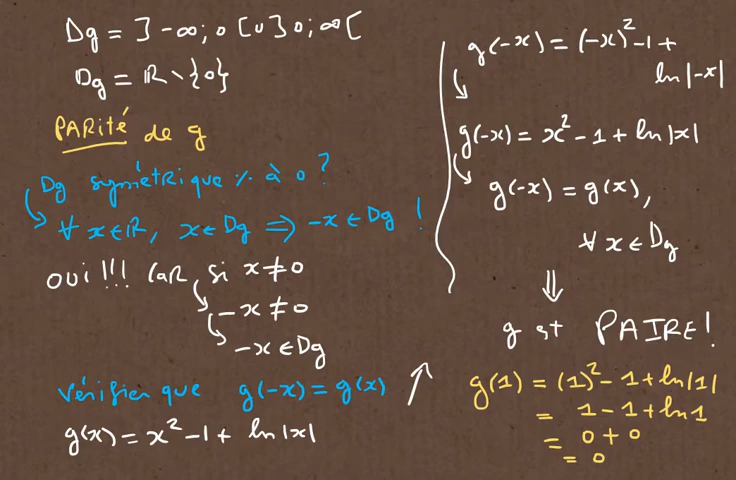 Dg = ]-∞; 0 [∪] 0; ∞[
Dg = ℝ \ {0}
PARité de g
Dg symétrique % à 0 ?
∀ x∈ℝ, x∈Dg ⟹ -x∈Dg !
OUI !!! CAR, si x≠0
-x≠0
-x∈Dg
Vérifier que g(-x) = g(x)
g(x) = x² - 1 + ln|x|
g(-x) = (-x)² - 1 +
ln|-x|
g(-x) = x² - 1 + ln|x|
g(-x) = g(x),
∀ x∈Dg
⇓
g est PAIRE !
g(1) = (1)² - 1 + ln|1|
= 1 - 1 + ln1
= 0 + 0
= 0